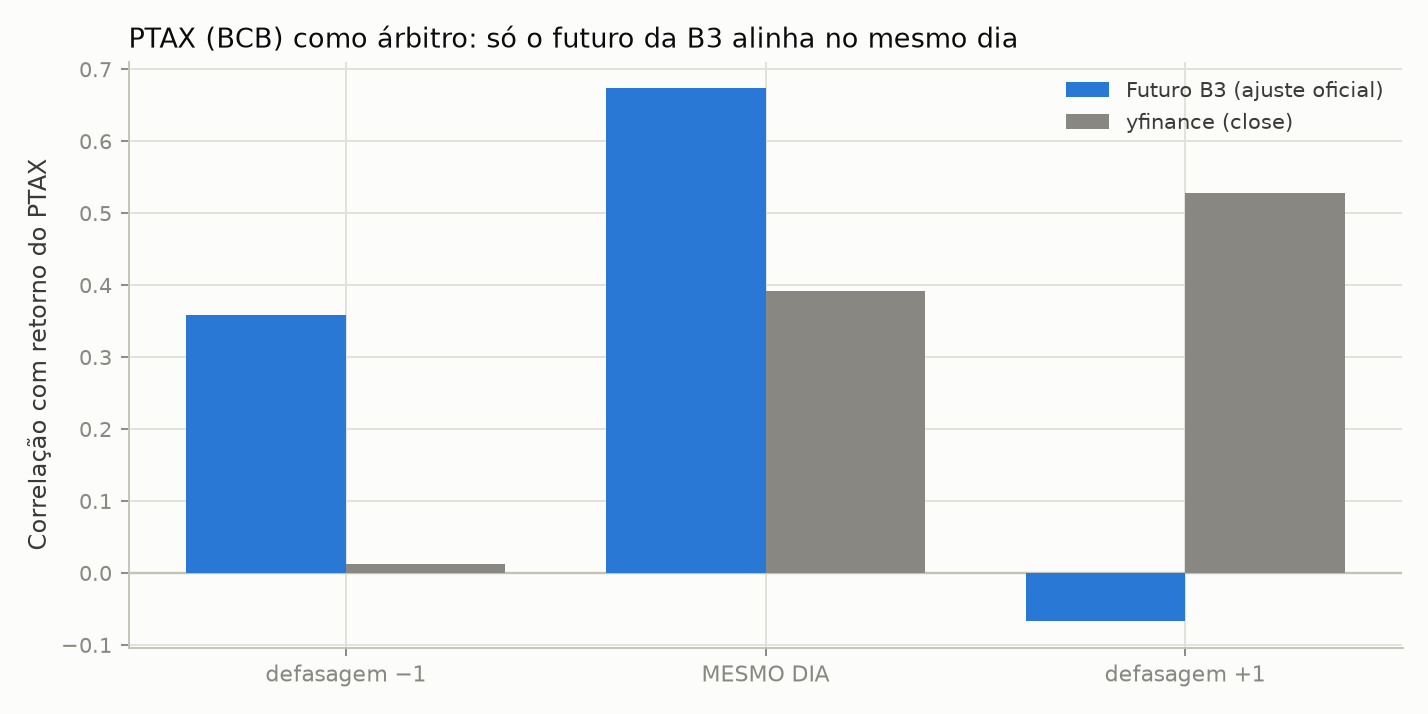 PTAX (BCB) como árbitro: só o futuro da B3 alinha no mesmo dia
Futuro B3 (ajuste oficial)
yfinance (close)
Correlação com retorno do PTAX
0.7
0.6
0.5
0.4
0.3
0.2
0.1
0.0
−0.1
defasagem −1
MESMO DIA
defasagem +1